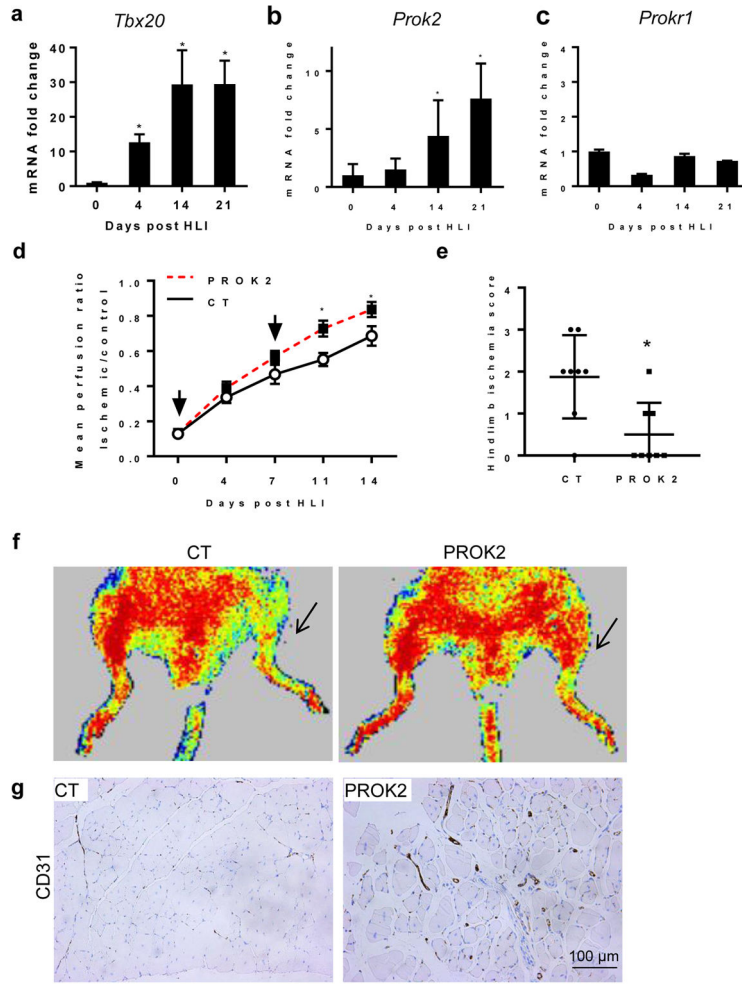 a
Tbx20
mRNA fold change
40
30
20
10
0
*
*
*
0 4 14 21
Days post HLI
b
Prok2
mRNA fold change
10
5
0
*
*
0 4 14 21
Days post HLI
c
Prokr1
mRNA fold change
4
3
2
1
0
0 4 14 21
Days post HLI
d
Mean perfusion ratio
Ischemic/control
1.0
0.8
0.6
0.4
0.2
0.0
PROK2
CT
*
*
0 4 7 11 14
Days post HLI
e
Hindlimb ischemia score
4
3
2
1
0
*
CT PROK2
f
CT PROK2
g
CD31
CT
PROK2
100 µm